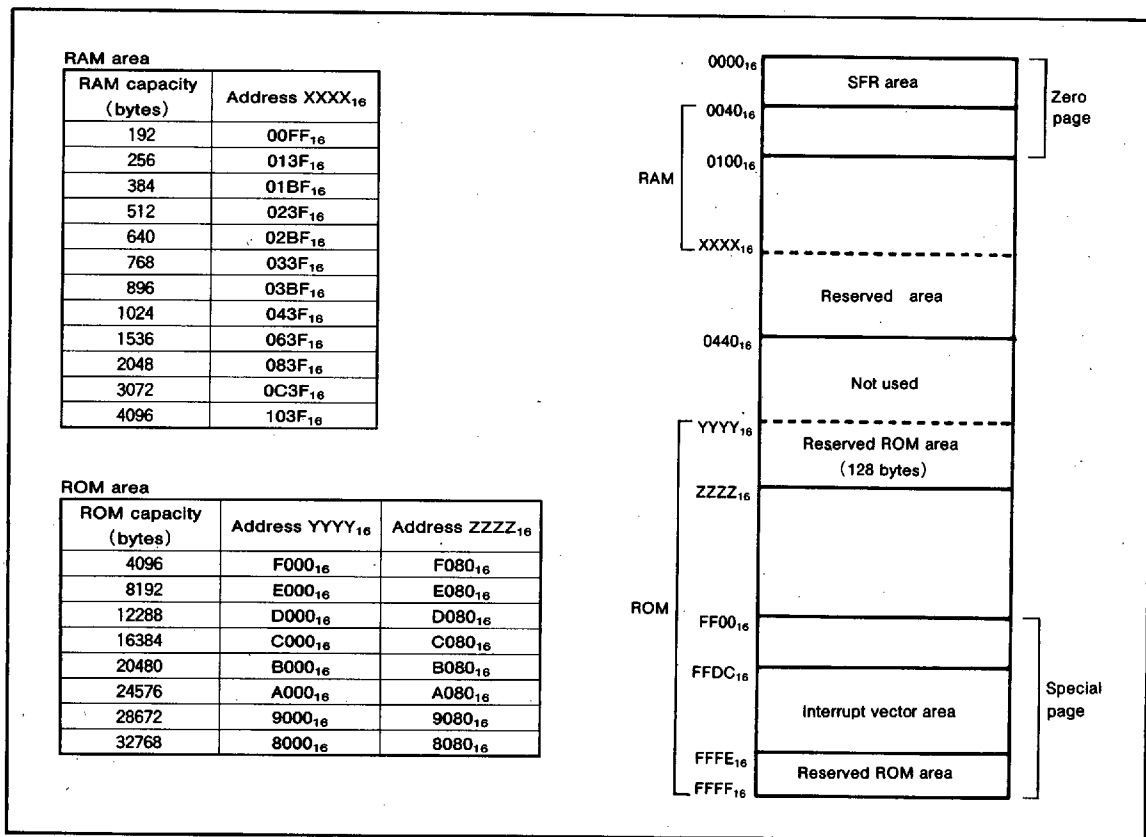 RAM area
RAM capacity (bytes) Address XXXX₁₆
192 00FF₁₆
256 013F₁₆
384 01BF₁₆
512 023F₁₆
640 02BF₁₆
768 033F₁₆
896 03BF₁₆
1024 043F₁₆
1536 063F₁₆
2048 083F₁₆
3072 0C3F₁₆
4096 103F₁₆
ROM area
ROM capacity (bytes) Address YYYY₁₆ Address ZZZZ₁₆
4096 F000₁₆ F080₁₆
8192 E000₁₆ E080₁₆
12288 D000₁₆ D080₁₆
16384 C000₁₆ C080₁₆
20480 B000₁₆ B080₁₆
24576 A000₁₆ A080₁₆
28672 9000₁₆ 9080₁₆
32768 8000₁₆ 8080₁₆
0000₁₆
SFR area
0040₁₆
Zero
page
0100₁₆
RAM
XXXX₁₆
Reserved area
0440₁₆
Not used
YYYY₁₆
Reserved ROM area
(128 bytes)
ZZZZ₁₆
ROM
FF00₁₆
FFDC₁₆
Special
page
Interrupt vector area
FFFE₁₆
Reserved ROM area
FFFF₁₆